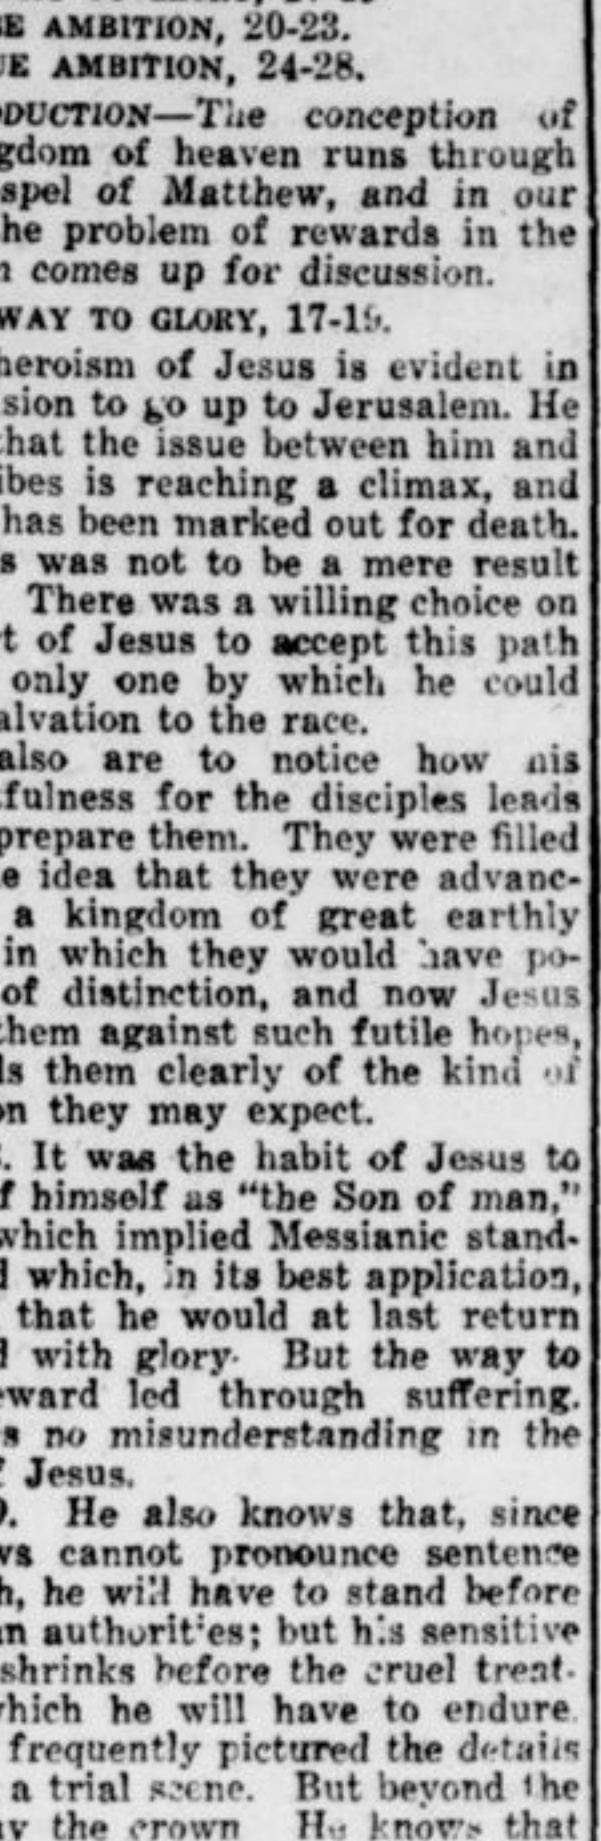 SE AMBITION, 20-23.
UE AMBITION, 24-28.
ODUCTION—The conception of
gdom of heaven runs through
spel of Matthew, and in our
he problem of rewards in the
comes up for discussion.
WAY TO GLORY, 17-19.
heroism of Jesus is evident in
sion to go up to Jerusalem. He
that the issue between him and
ibes is reaching a climax, and
has been marked out for death.
s was not to be a mere result
There was a willing choice on
t of Jesus to accept this path
only one by which he could
alvation to the race.
also are to notice how his
fulness for the disciples leads
prepare them. They were filled
e idea that they were advanc-
a kingdom of great earthly
in which they would have po-
of distinction, and now Jesus
them against such futile hopes,
ls them clearly of the kind of
on they may expect.
. It was the habit of Jesus to
f himself as "the Son of man,"
which implied Messianic stand-
d which, in its best application,
that he would at last return
d with glory. But the way to
eward led through suffering.
s no misunderstanding in the
f Jesus.
9. He also knows that, since
ws cannot pronounce sentence
h, he will have to stand before
an authorities; but his sensitive
shrinks before the cruel treat-
which he will have to endure.
frequently pictured the details
a trial scene. But beyond the
ay the crown He knows that